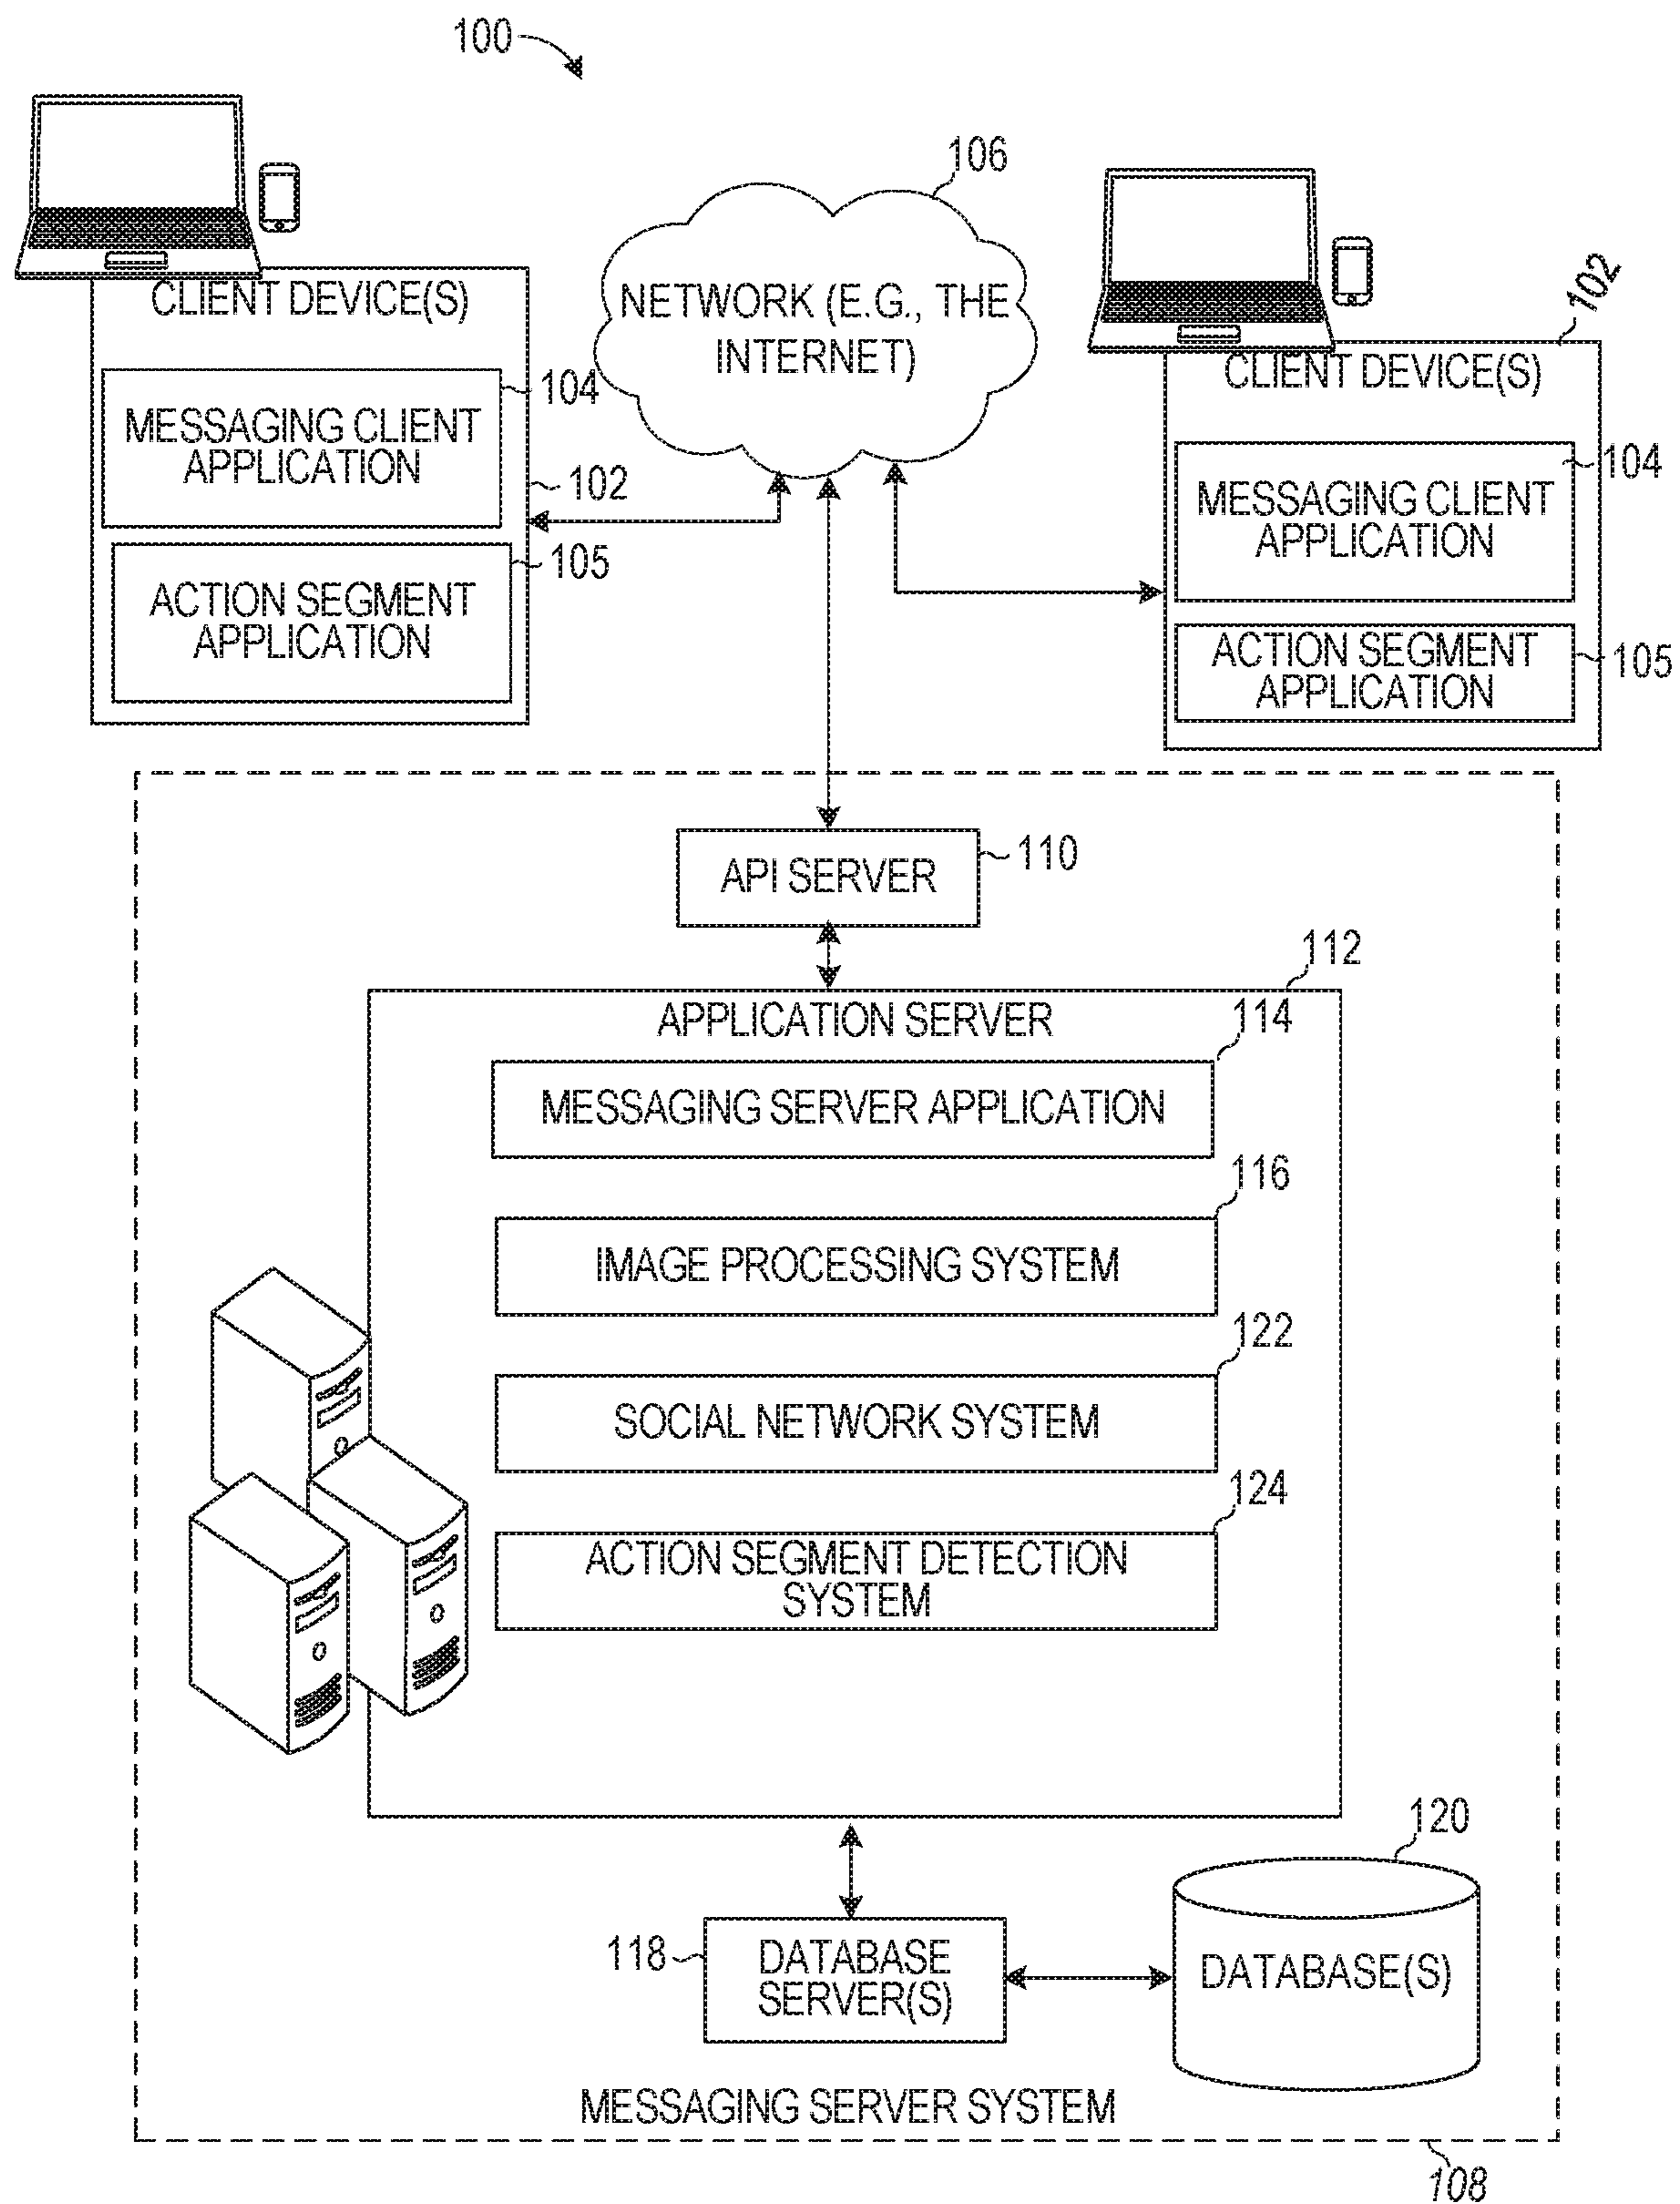 100
106
CLIENT DEVICE(S)
NETWORK (E.G., THE
INTERNET)
102
CLIENT DEVICE(S)
104
MESSAGING CLIENT
APPLICATION
102
104
MESSAGING CLIENT
APPLICATION
105
ACTION SEGMENT
APPLICATION
ACTION SEGMENT
APPLICATION
105
API SERVER
110
112
APPLICATION SERVER
114
MESSAGING SERVER APPLICATION
116
IMAGE PROCESSING SYSTEM
122
SOCIAL NETWORK SYSTEM
124
ACTION SEGMENT DETECTION
SYSTEM
120
118
DATABASE
SERVER(S)
DATABASE(S)
MESSAGING SERVER SYSTEM
108